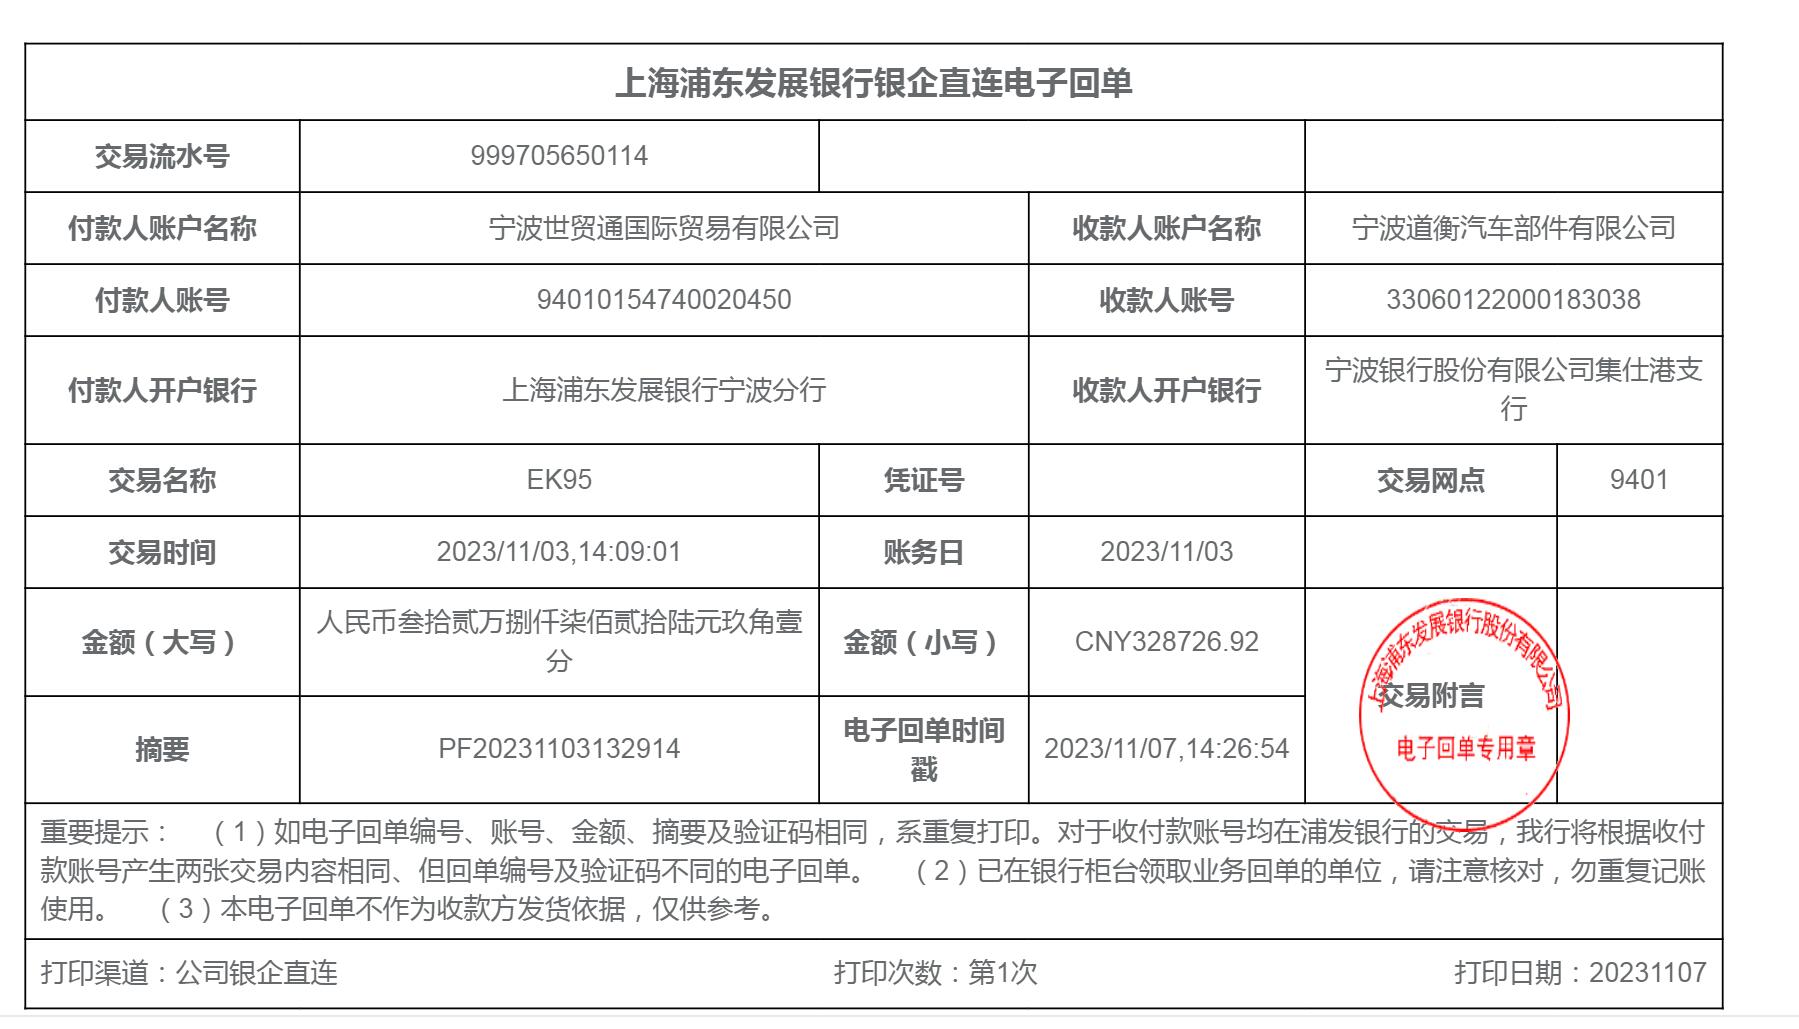 上海浦东发展银行银企直连电子回单
交易流水号 999705650114
付款人账户名称 宁波世贸通国际贸易有限公司 收款人账户名称 宁波道衡汽车部件有限公司
付款人账号 94010154740020450 收款人账号 33060122000183038
付款人开户银行 上海浦东发展银行宁波分行 收款人开户银行 宁波银行股份有限公司集仕港支
行
交易名称 EK95 凭证号 交易网点 9401
交易时间 2023/11/03,14:09:01 账务日 2023/11/03
金额（大写） 人民币叁拾贰万捌仟柒佰贰拾陆元玖角壹
分
金额（小写） CNY328726.92
摘要 PF20231103132914
电子回单时间
戳
2023/11/07,14:26:54
交易附言
上海浦东发展银行股份有限公司
电子回单专用章
重要提示： （1）如电子回单编号、账号、金额、摘要及验证码相同，系重复打印。对于收付款账号均在浦发银行的交易，我行将根据收付
款账号产生两张交易内容相同、但回单编号及验证码不同的电子回单。 （2）已在银行柜台领取业务回单的单位，请注意核对，勿重复记账
使用。 （3）本电子回单不作为收款方发货依据，仅供参考。
打印渠道：公司银企直连 打印次数：第1次 打印日期：20231107